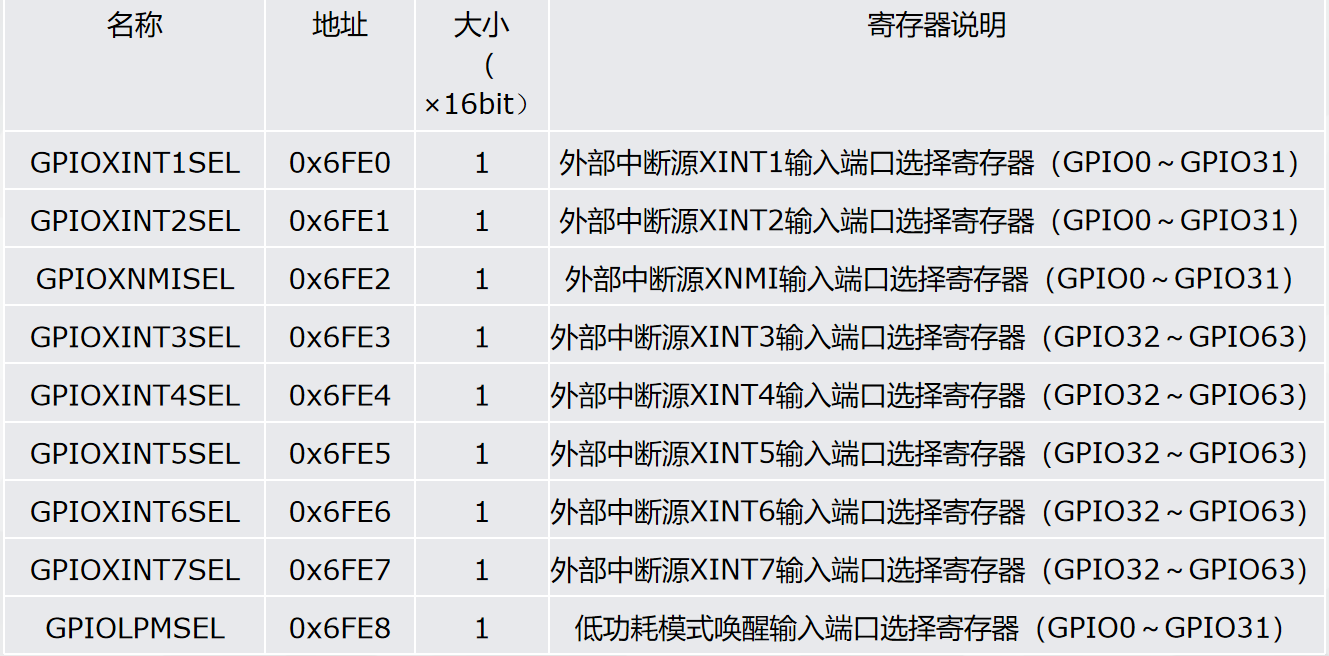 名称 地址 大小 寄存器说明
（
×16bit）
GPIOXINT1SEL 0x6FE0 1 外部中断源XINT1输入端口选择寄存器（GPIO0～GPIO31）
GPIOXINT2SEL 0x6FE1 1 外部中断源XINT2输入端口选择寄存器（GPIO0～GPIO31）
GPIOXNMISEL 0x6FE2 1 外部中断源XNMI输入端口选择寄存器（GPIO0～GPIO31）
GPIOXINT3SEL 0x6FE3 1 外部中断源XINT3输入端口选择寄存器（GPIO32～GPIO63）
GPIOXINT4SEL 0x6FE4 1 外部中断源XINT4输入端口选择寄存器（GPIO32～GPIO63）
GPIOXINT5SEL 0x6FE5 1 外部中断源XINT5输入端口选择寄存器（GPIO32～GPIO63）
GPIOXINT6SEL 0x6FE6 1 外部中断源XINT6输入端口选择寄存器（GPIO32～GPIO63）
GPIOXINT7SEL 0x6FE7 1 外部中断源XINT7输入端口选择寄存器（GPIO32～GPIO63）
GPIOLPMSEL 0x6FE8 1 低功耗模式唤醒输入端口选择寄存器（GPIO0～GPIO31）